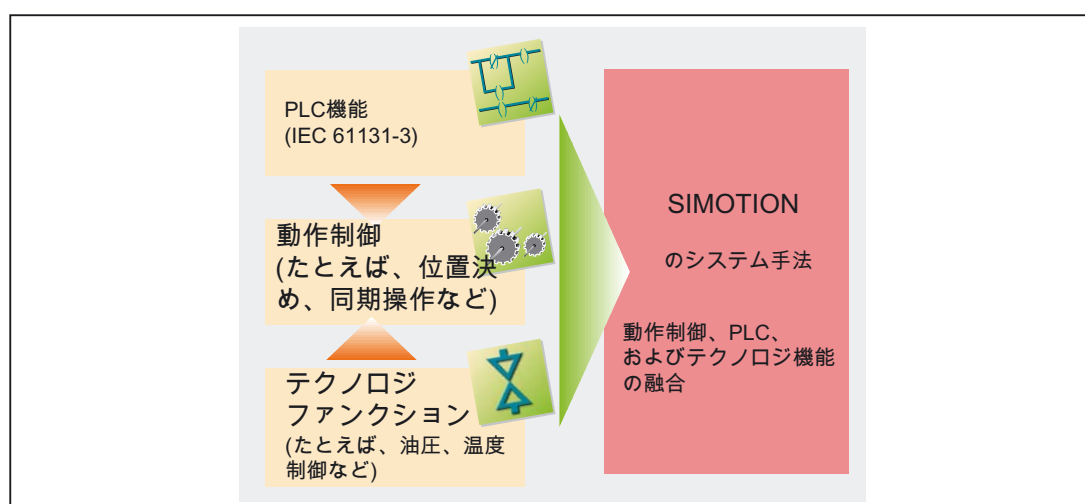 PLC機能
(IEC 61131-3)
動作制御
(たとえば、位置決
め、同期操作など)
テクノロジ
ファンクション
(たとえば、油圧、温度
制御など)
SIMOTION
のシステム手法
動作制御、PLC、
およびテクノロジ機能
の融合